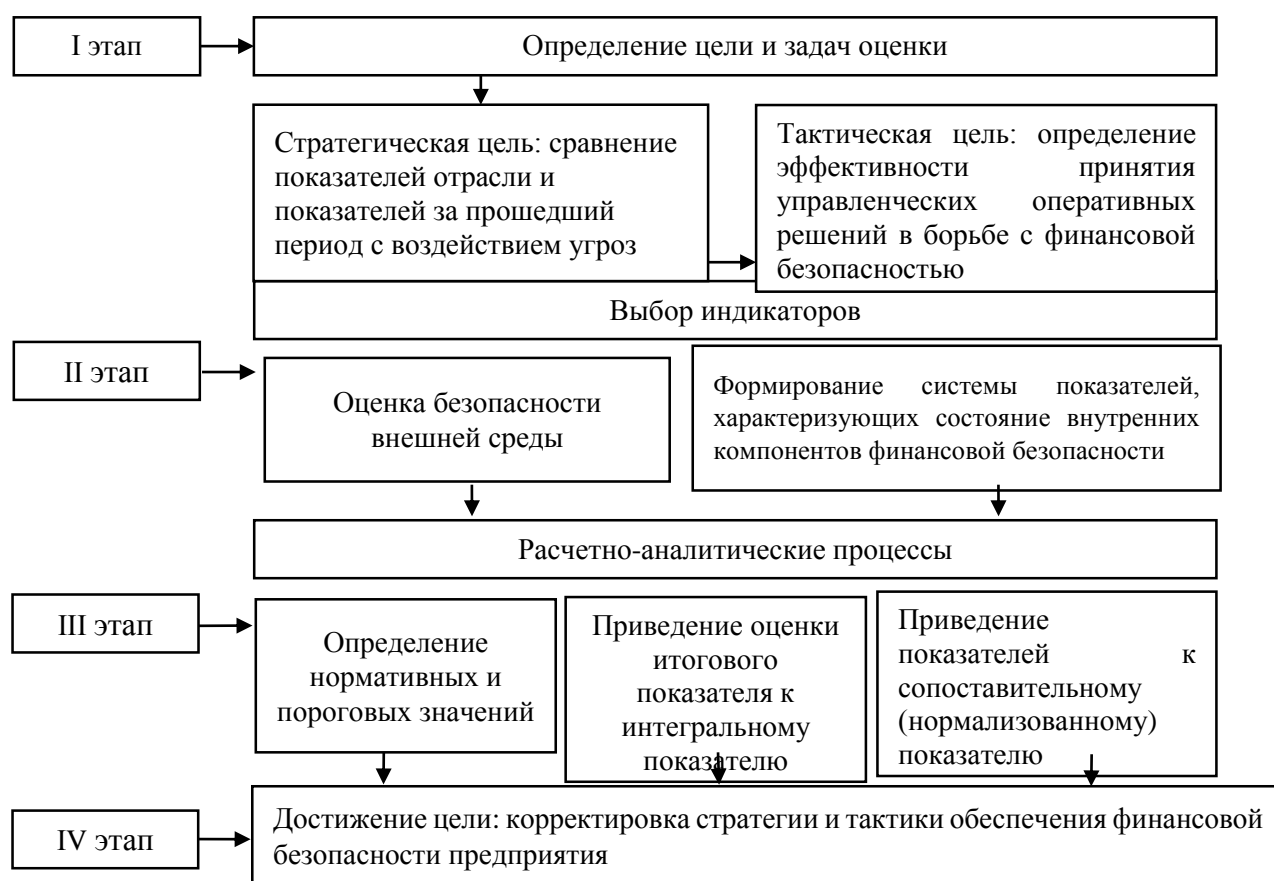 I этап
Определение цели и задач оценки
Стратегическая цель: сравнение
показателей отрасли и
показателей за прошедший
период с воздействием угроз
Тактическая цель: определение
эффективности принятия
управленческих оперативных
решений в борьбе с финансовой
безопасностью
Выбор индикаторов
II этап
Оценка безопасности
внешней среды
Формирование системы показателей,
характеризующих состояние внутренних
компонентов финансовой безопасности
Расчетно-аналитические процессы
III этап
Определение
нормативных и
пороговых значений
Приведение оценки
итогового
показателя к
интегральному
показателю
Приведение
показателей к
сопоставительному
(нормализованному)
показателю
IV этап
Достижение цели: корректировка стратегии и тактики обеспечения финансовой
безопасности предприятия